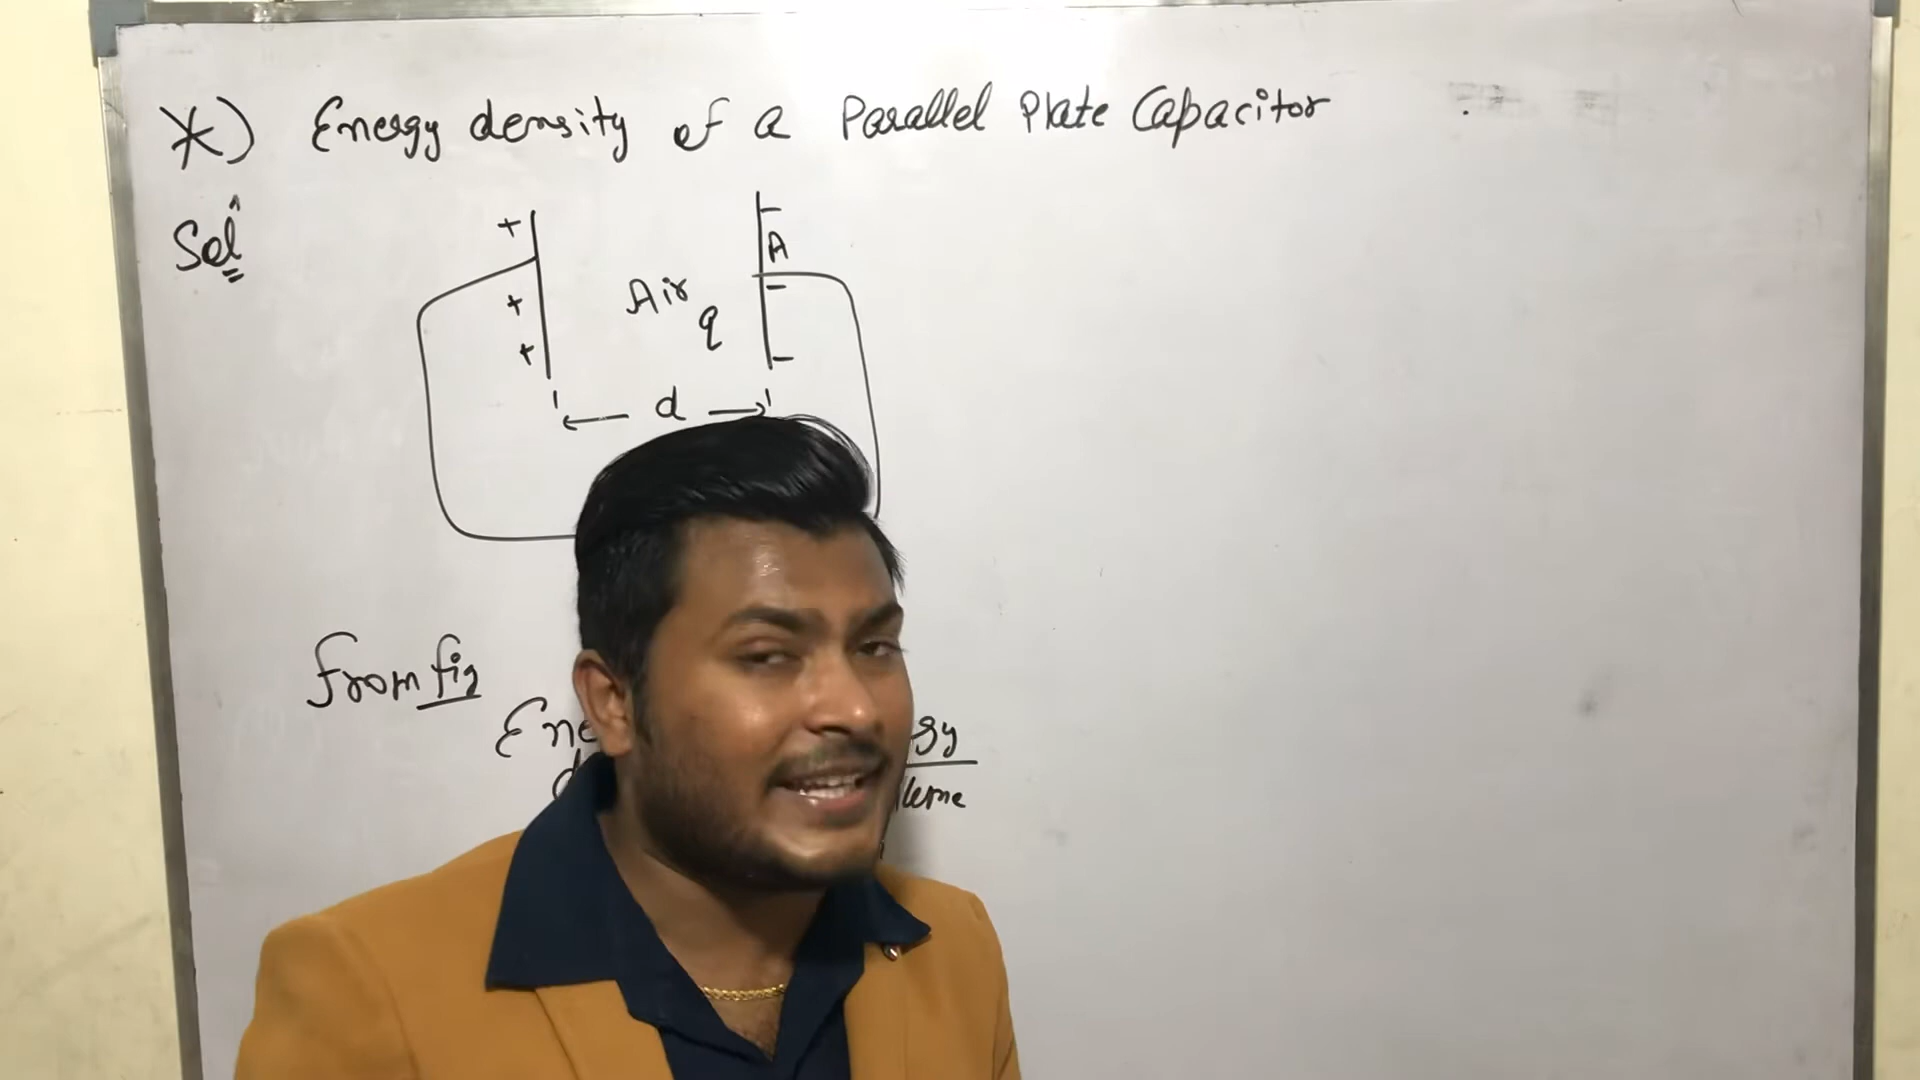 *) Energy density of a Parallel Plate Capacitor
Sol^n
+ -
A
Air
+ -
q
+ -
d
from fig